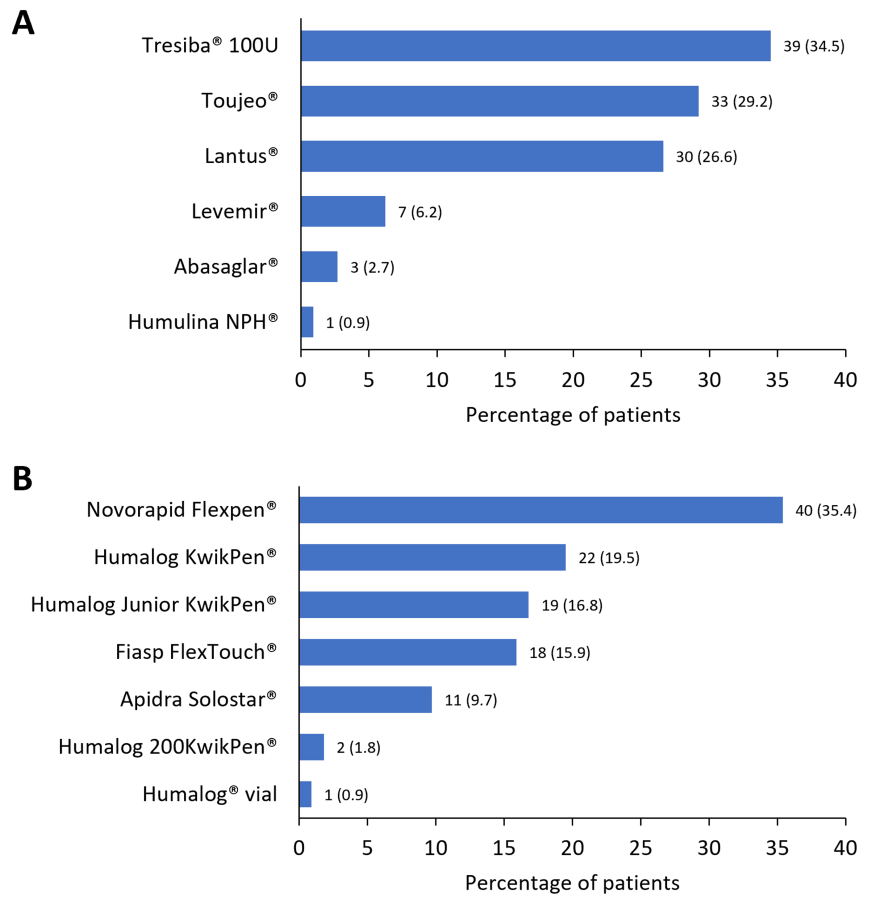 A
Tresiba® 100U 39 (34.5)
Toujeo® 33 (29.2)
Lantus® 30 (26.6)
Levemir® 7 (6.2)
Abasaglar® 3 (2.7)
Humulina NPH® 1 (0.9)
0 5 10 15 20 25 30 35 40
Percentage of patients
B
Novorapid Flexpen® 40 (35.4)
Humalog KwikPen® 22 (19.5)
Humalog Junior KwikPen® 19 (16.8)
Fiasp FlexTouch® 18 (15.9)
Apidra Solostar® 11 (9.7)
Humalog 200KwikPen® 2 (1.8)
Humalog® vial 1 (0.9)
0 5 10 15 20 25 30 35 40
Percentage of patients